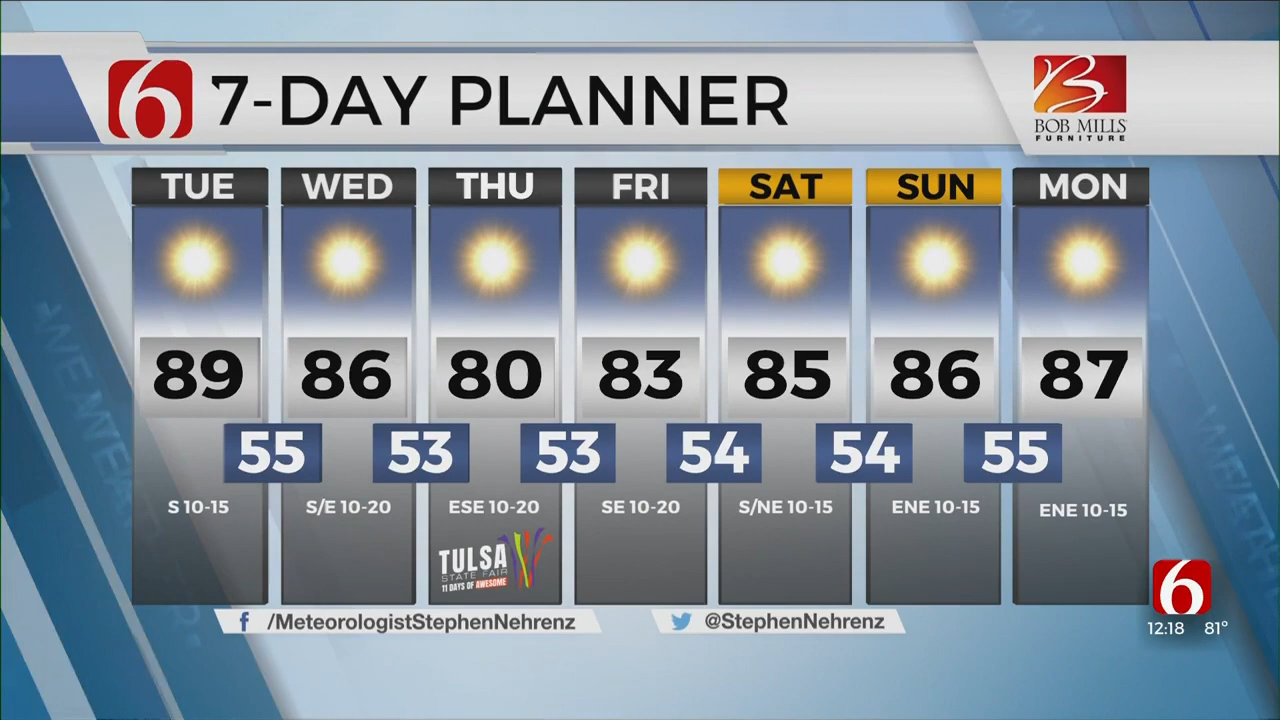 6 7-DAY PLANNER
B
BOB MILLS
FURNITURE
TUE WED THU FRI SAT SUN MON
89 86 80 83 85 86 87
55 53 53 54 54 55
S 10-15 S/E 10-20 ESE 10-20 SE 10-20 S/NE 10-15 ENE 10-15 ENE 10-15
TULSA
STATE FAIR
11 DAYS OF AWESOME
f /MeteorologistStephenNehrenz @StephenNehrenz
6
12:18 81°